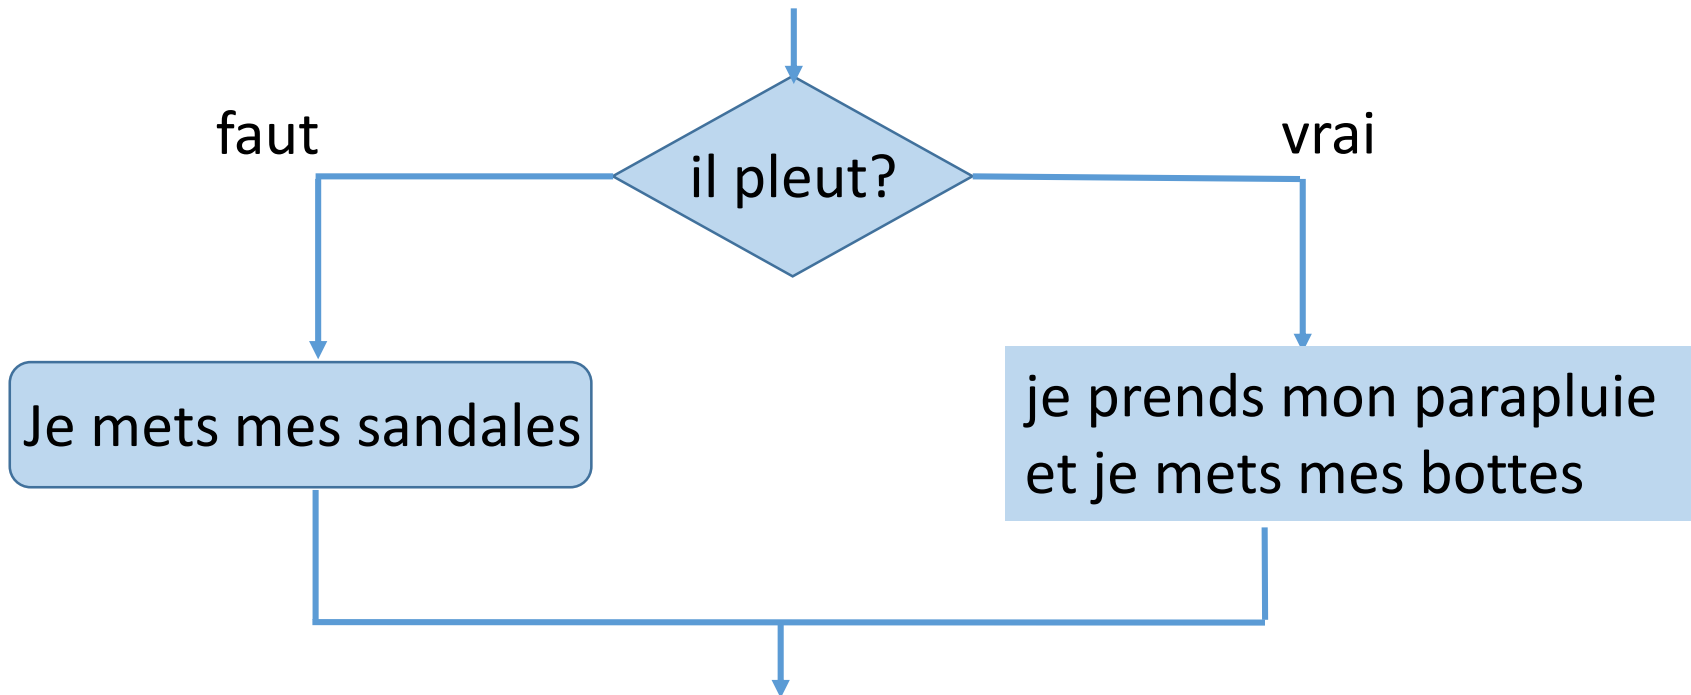 faut
vrai
il pleut?
Je mets mes sandales
je prends mon parapluie
et je mets mes bottes